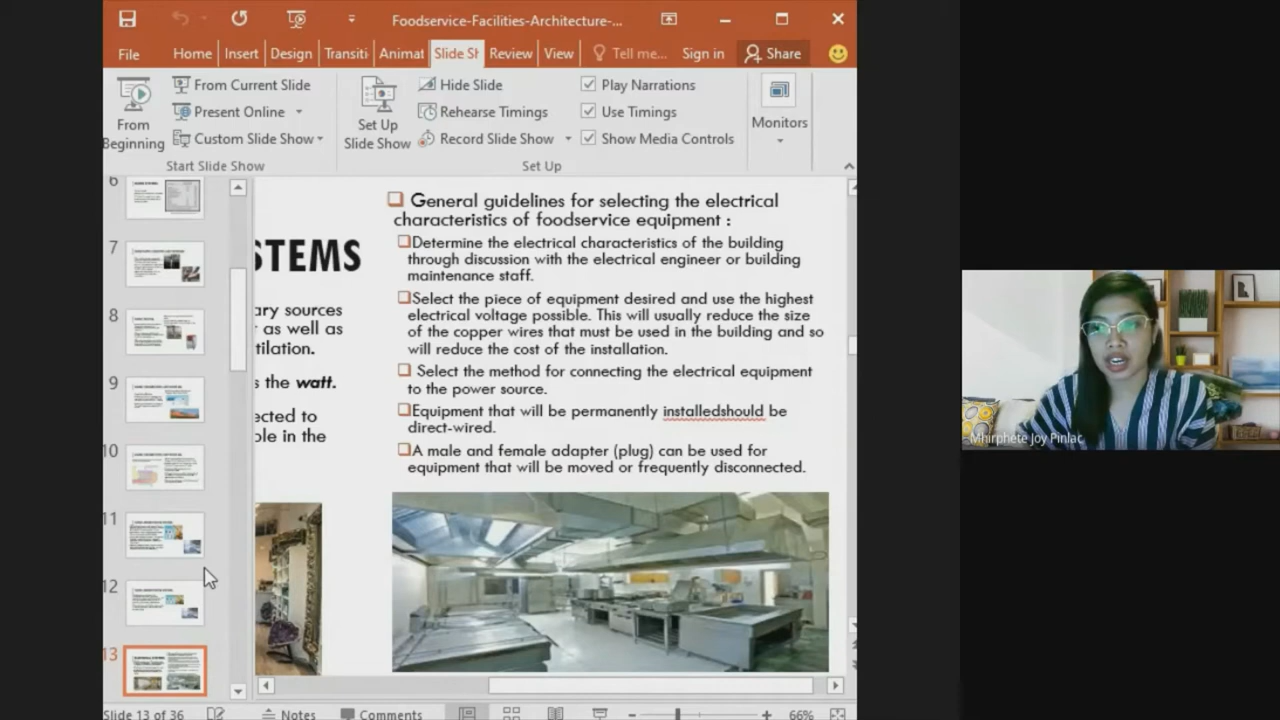 Foodservice-Facilities-Architecture-...
File
Home
Insert
Design
Transiti
Animat
Slide Sh
Review
View
Tell me...
Sign in
Share
From Beginning
From Current Slide
Present Online
Custom Slide Show
Start Slide Show
Set Up Slide Show
Hide Slide
Rehearse Timings
Record Slide Show
Play Narrations
Use Timings
Show Media Controls
Set Up
Monitors
6
7
8
9
10
11
12
13
STEMS
ary sources
as well as
tilation.
s the watt.
ected to
ole in the
General guidelines for selecting the electrical
characteristics of foodservice equipment :
Determine the electrical characteristics of the building
through discussion with the electrical engineer or building
maintenance staff.
Select the piece of equipment desired and use the highest
electrical voltage possible. This will usually reduce the size
of the copper wires that must be used in the building and so
will reduce the cost of the installation.
Select the method for connecting the electrical equipment
to the power source.
Equipment that will be permanently installedshould be
direct-wired.
A male and female adapter (plug) can be used for
equipment that will be moved or frequently disconnected.
Mhirphete Joy Pinlac
Slide 13 of 36
Notes
Comments
66%